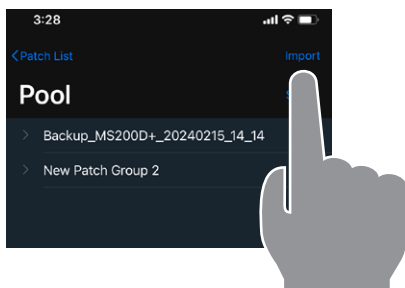 3:28
Patch List Import
Pool
Backup_MS200D+_20240215_14_14
New Patch Group 2